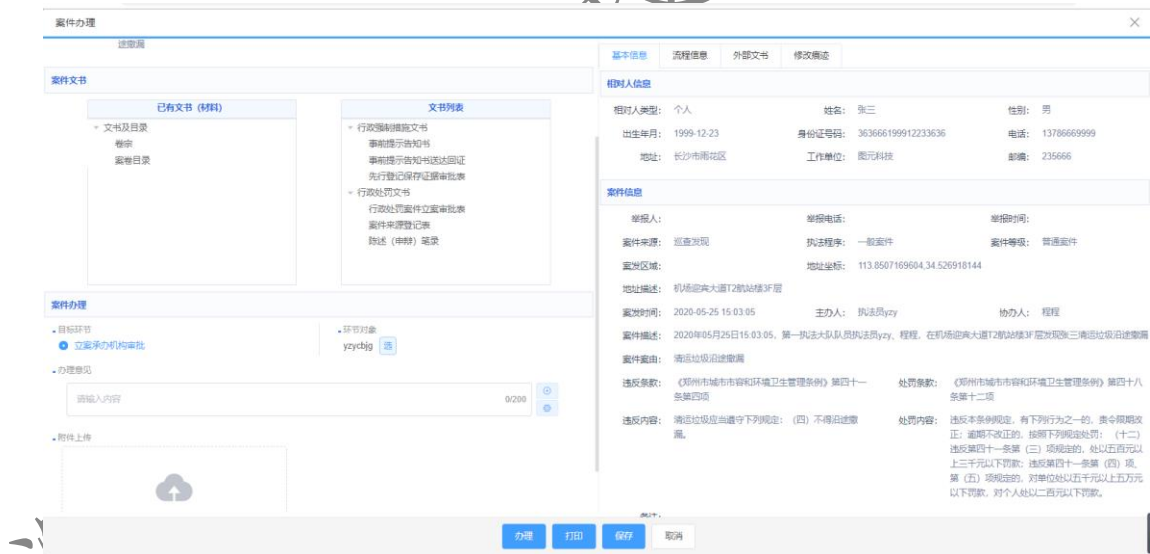 案件办理
途撒漏
案件文书
已有文书（材料）
文书及目录
卷宗
案卷目录
文书列表
行政强制措施文书
事前提示告知书
事前提示告知书送达回证
先行登记保存证据审批表
行政处罚文书
行政处罚案件立案审批表
案件来源登记表
陈述（申辩）笔录
案件办理
目标环节
立案承办机构审批
环节对象
yzycbjg 选
办理意见
请输入内容
0/200
附件上传
基本信息 流程信息 外部文书 修改痕迹
相对人信息
相对人类型: 个人 姓名: 张三 性别: 男
出生年月: 1999-12-23 身份证号码: 363666199912233636 电话: 13786669999
地址: 长沙市雨花区 工作单位: 图元科技 邮编: 235666
案件信息
举报人: 举报电话: 举报时间:
案件来源: 巡查发现 执法程序: 一般案件 案件等级: 普通案件
案发区域: 地址坐标: 113.8507169604,34.526918144
地址描述: 机场迎宾大道T2航站楼3F层
案发时间: 2020-05-25 15:03:05 主办人: 执法员yzy 协办人: 程程
案件描述: 2020年05月25日15:03:05，第一执法大队队员执法员yzy，程程，在机场迎宾大道T2航站楼3F层发现张三清运垃圾沿途撒漏
案件案由: 清运垃圾沿途撒漏
违反条款: 《郑州市城市市容和环境卫生管理条例》第四十一
条第四项
处罚条款: 《郑州市城市市容和环境卫生管理条例》第四十八
条第十二项
违反内容: 清运垃圾应当遵守下列规定：（四）不得沿途撒
漏。
处罚内容: 违反本条例规定，有下列行为之一的，责令限期改
正；逾期不改正的，按照下列规定处罚：（十二）
违反第四十一条第（三）项规定的，处以五百元以
上三千元以下罚款；违反第四十一条第（四）项、
第（五）项规定的，对单位处以五千元以上五万元
以下罚款，对个人处以二百元以下罚款。
办理 打印 保存 取消